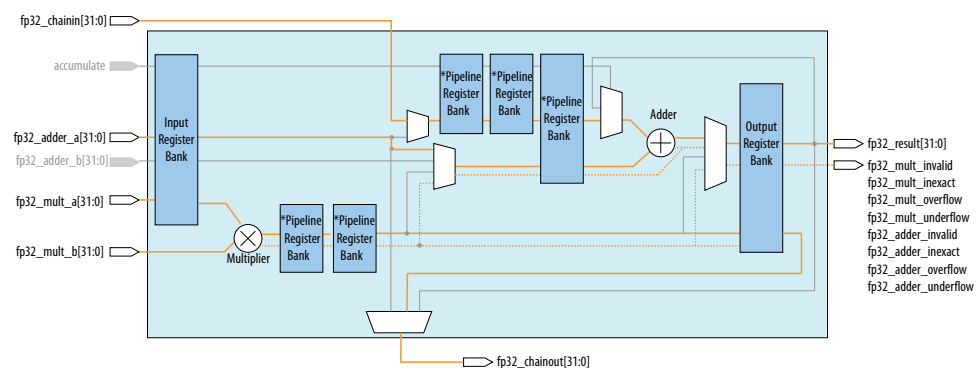 fp32_chainin[31:0]
accumulate
fp32_adder_a[31:0]
fp32_adder_b[31:0]
fp32_mult_a[31:0]
fp32_mult_b[31:0]
Input
Register
Bank
Multiplier
*Pipeline
Register
Bank
*Pipeline
Register
Bank
*Pipeline
Register
Bank
*Pipeline
Register
Bank
*Pipeline
Register
Bank
Adder
Output
Register
Bank
fp32_result[31:0]
fp32_mult_invalid
fp32_mult_inexact
fp32_mult_overflow
fp32_mult_underflow
fp32_adder_invalid
fp32_adder_inexact
fp32_adder_overflow
fp32_adder_underflow
fp32_chainout[31:0]